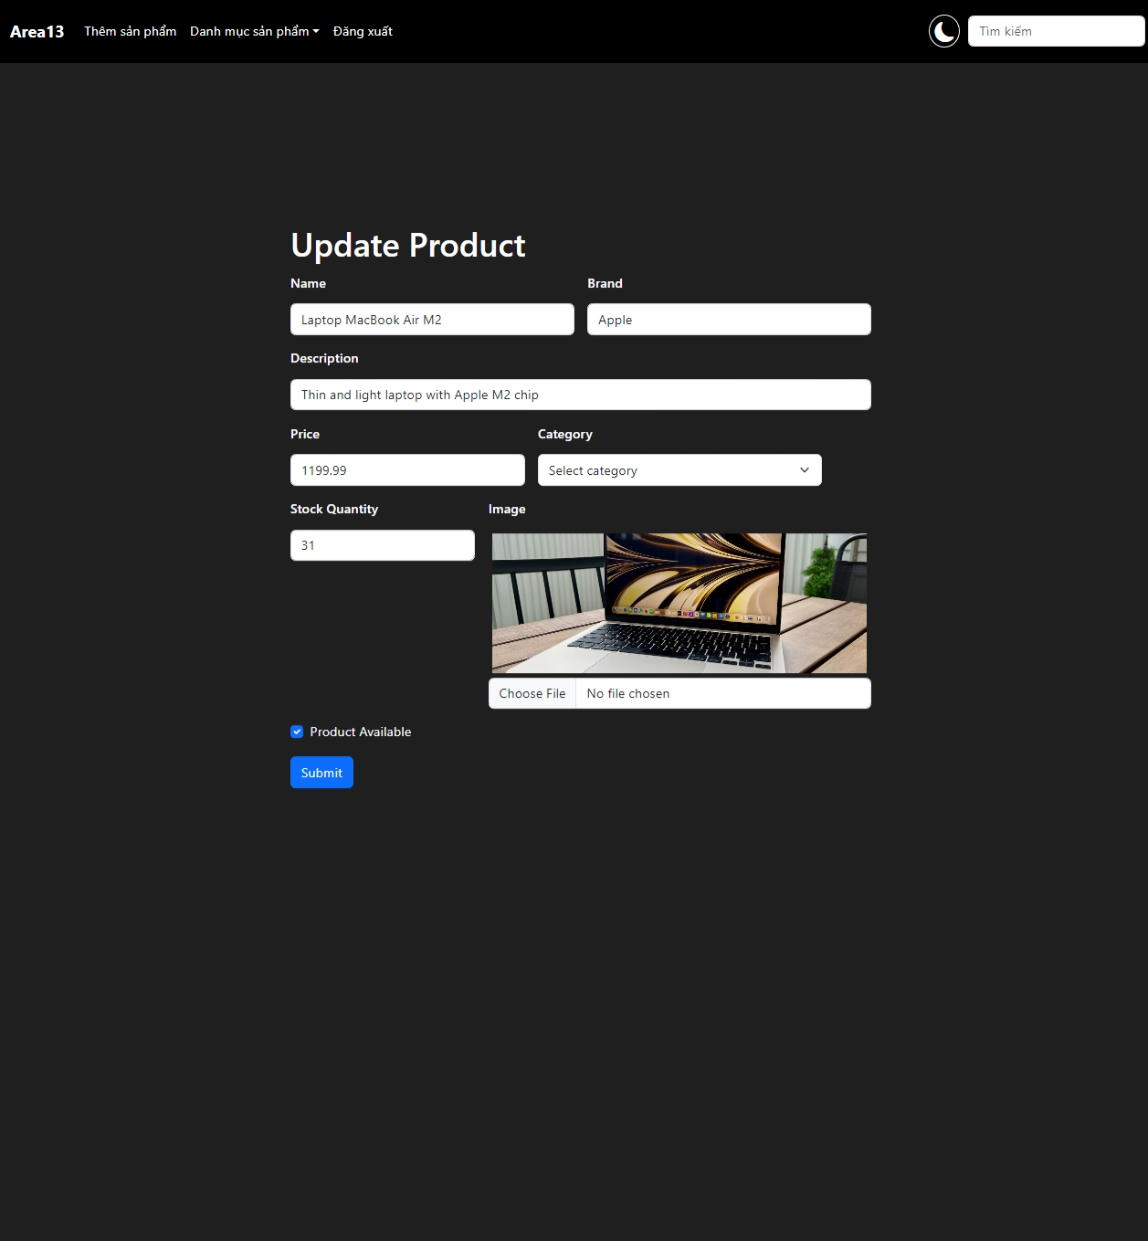 Area13 Thêm sản phẩm Danh mục sản phẩm Đăng xuất Tìm kiếm
Update Product
Name Brand
Laptop MacBook Air M2 Apple
Description
Thin and light laptop with Apple M2 chip
Price Category
1199.99 Select category
Stock Quantity Image
31
Choose File No file chosen
Product Available
Submit